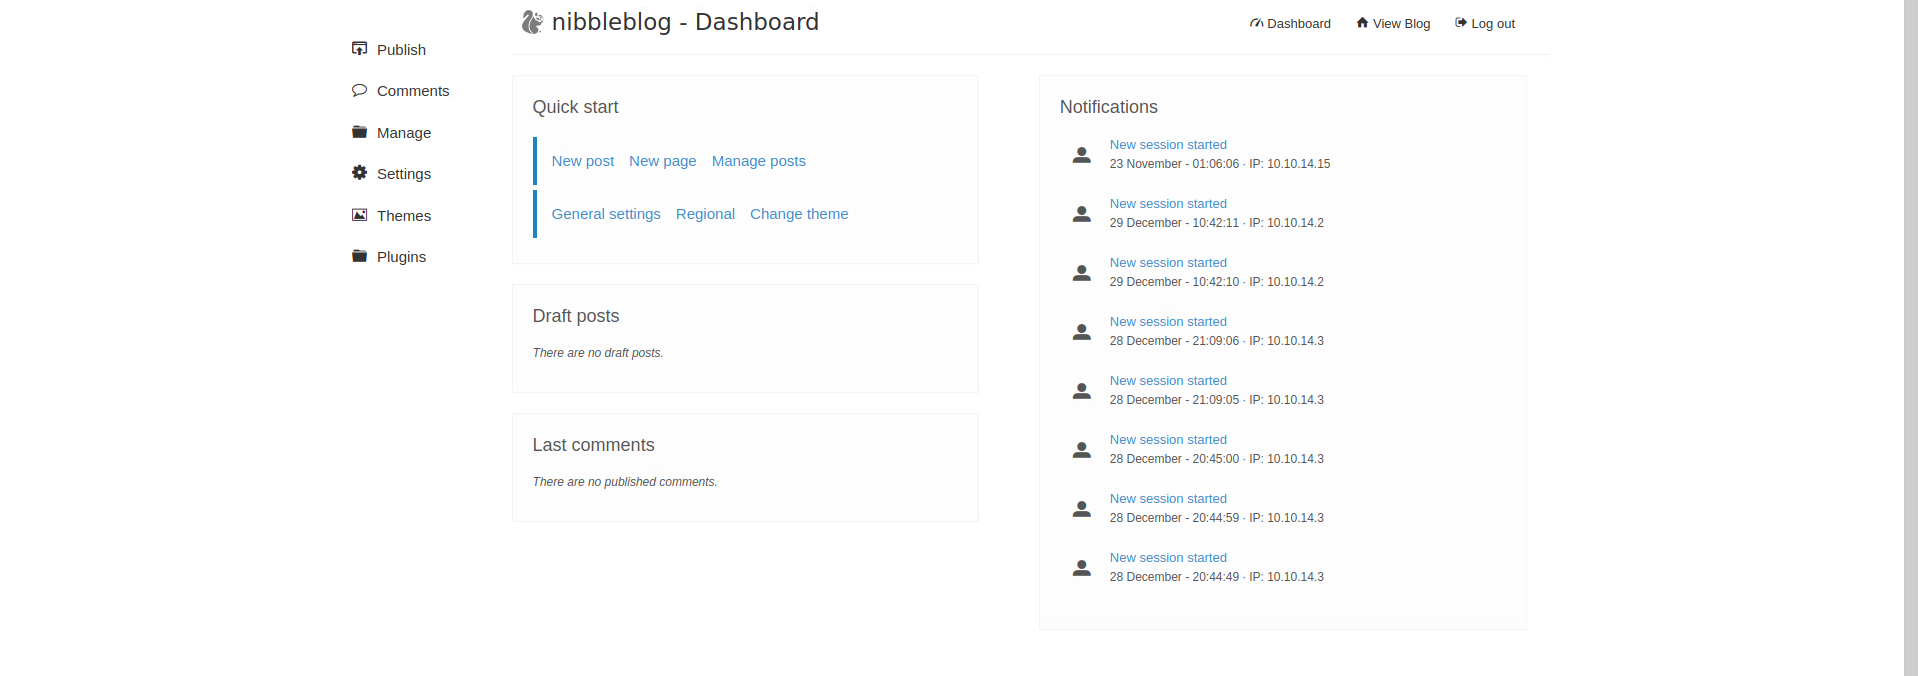 nibbleblog - Dashboard
Dashboard View Blog Log out
Publish
Comments
Manage
Settings
Themes
Plugins
Quick start
New post New page Manage posts
General settings Regional Change theme
Draft posts
There are no draft posts.
Last comments
There are no published comments.
Notifications
New session started
23 November - 01:06:06 · IP: 10.10.14.15
New session started
29 December - 10:42:11 · IP: 10.10.14.2
New session started
29 December - 10:42:10 · IP: 10.10.14.2
New session started
28 December - 21:09:06 · IP: 10.10.14.3
New session started
28 December - 21:09:05 · IP: 10.10.14.3
New session started
28 December - 20:45:00 · IP: 10.10.14.3
New session started
28 December - 20:44:59 · IP: 10.10.14.3
New session started
28 December - 20:44:49 · IP: 10.10.14.3